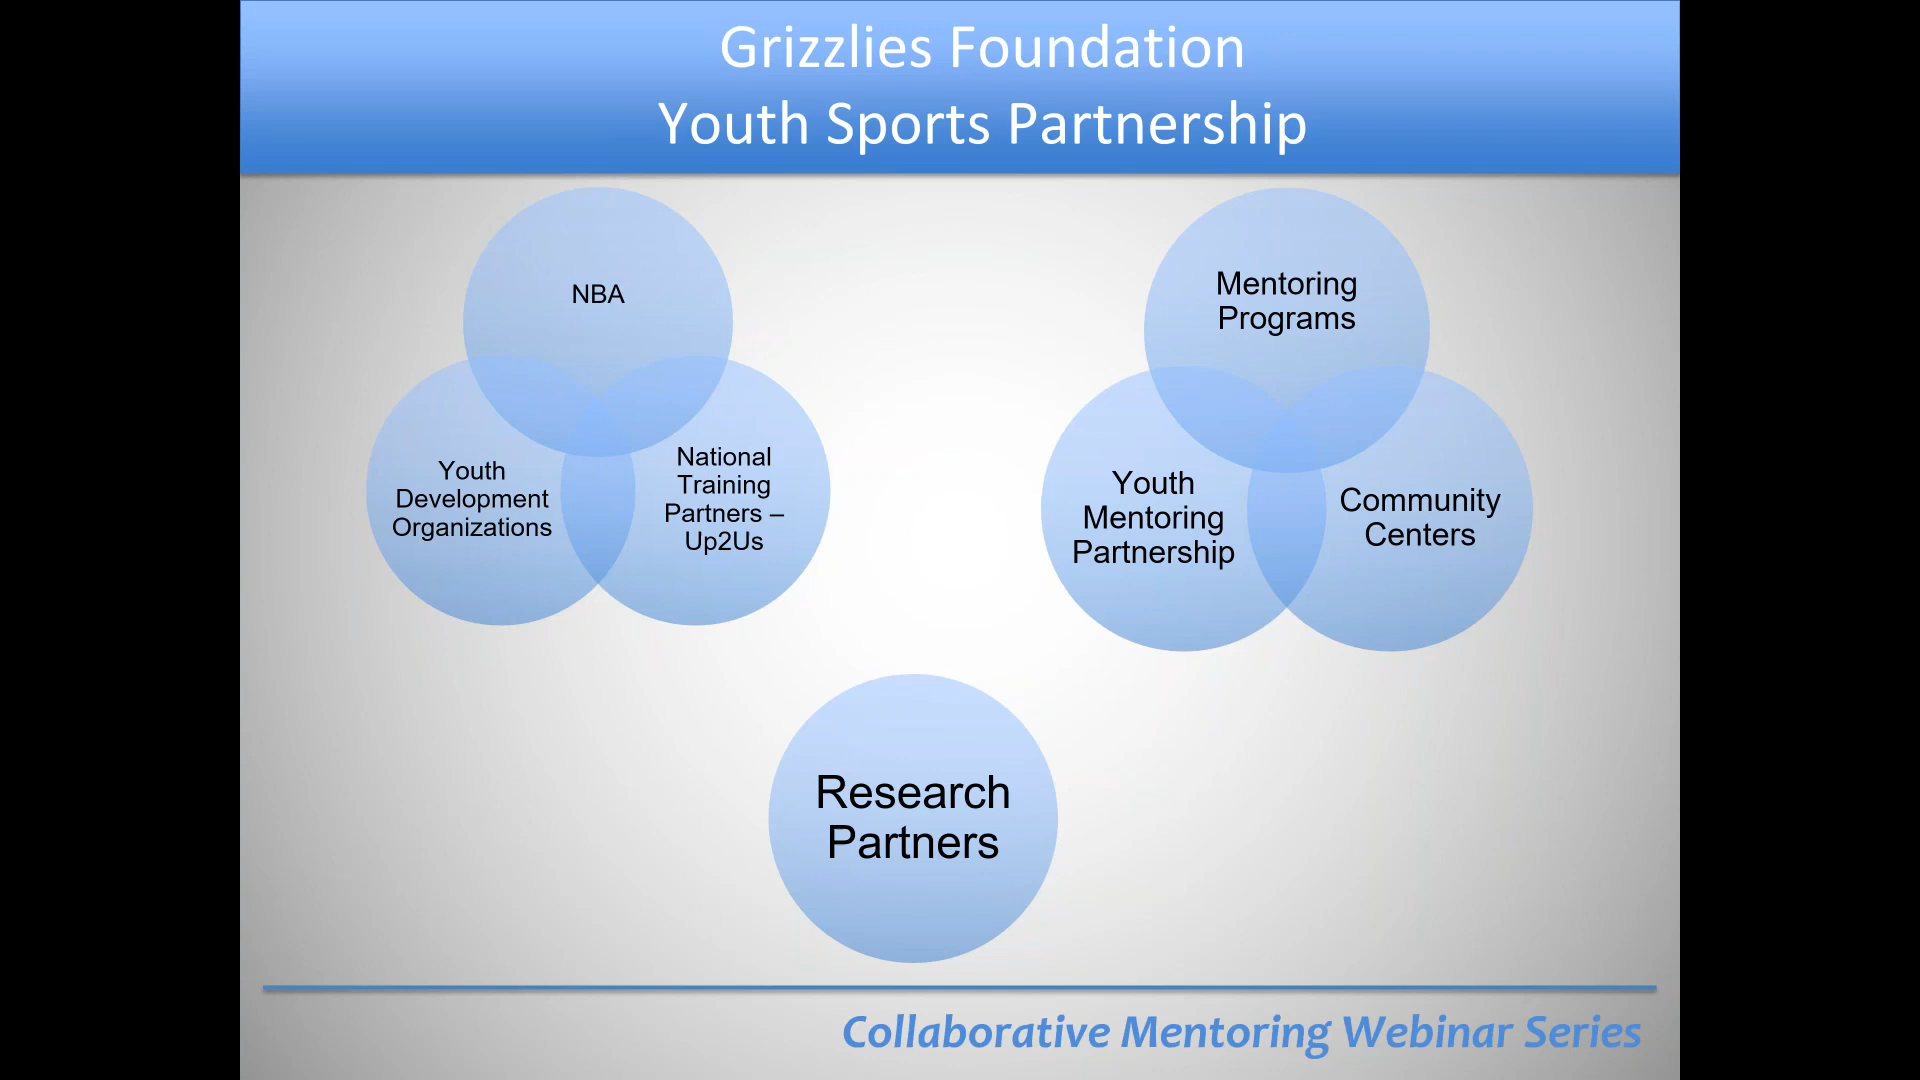 Grizzlies Foundation
Youth Sports Partnership
NBA
Youth
Development
Organizations
National
Training
Partners –
Up2Us
Mentoring
Programs
Youth
Mentoring
Partnership
Community
Centers
Research
Partners
Collaborative Mentoring Webinar Series